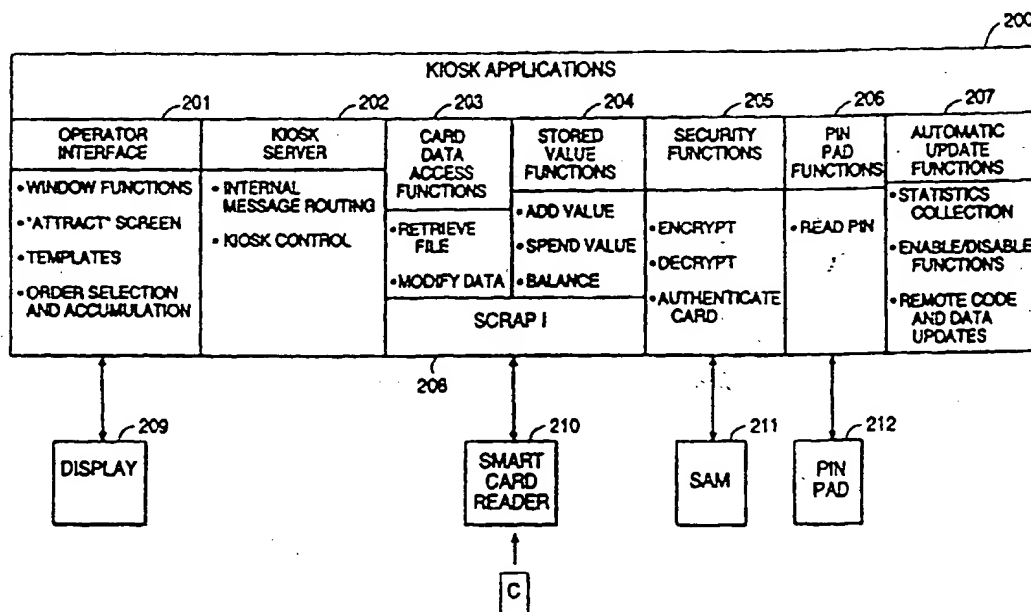 200
KIOSK APPLICATIONS
201
202
203
204
205
206
207
OPERATOR
INTERFACE
• WINDOW FUNCTIONS
• "ATTRACT" SCREEN
• TEMPLATES
• ORDER SELECTION
AND ACCUMULATION
KIOSK
SERVER
• INTERNAL
MESSAGE ROUTING
• KIOSK CONTROL
CARD
DATA
ACCESS
FUNCTIONS
• RETRIEVE
FILE
• MODIFY DATA
STORED
VALUE
FUNCTIONS
• ADD VALUE
• SPEND VALUE
• BALANCE
SCRAP I
SECURITY
FUNCTIONS
• ENCRYPT
• DECRYPT
• AUTHENTICATE
CARD
PIN
PAD
FUNCTIONS
• READ PIN
AUTOMATIC
UPDATE
FUNCTIONS
• STATISTICS
COLLECTION
• ENABLE/DISABLE
FUNCTIONS
• REMOTE CODE
AND DATA
UPDATES
208
209
DISPLAY
210
SMART
CARD
READER
211
SAM
212
PIN
PAD
C